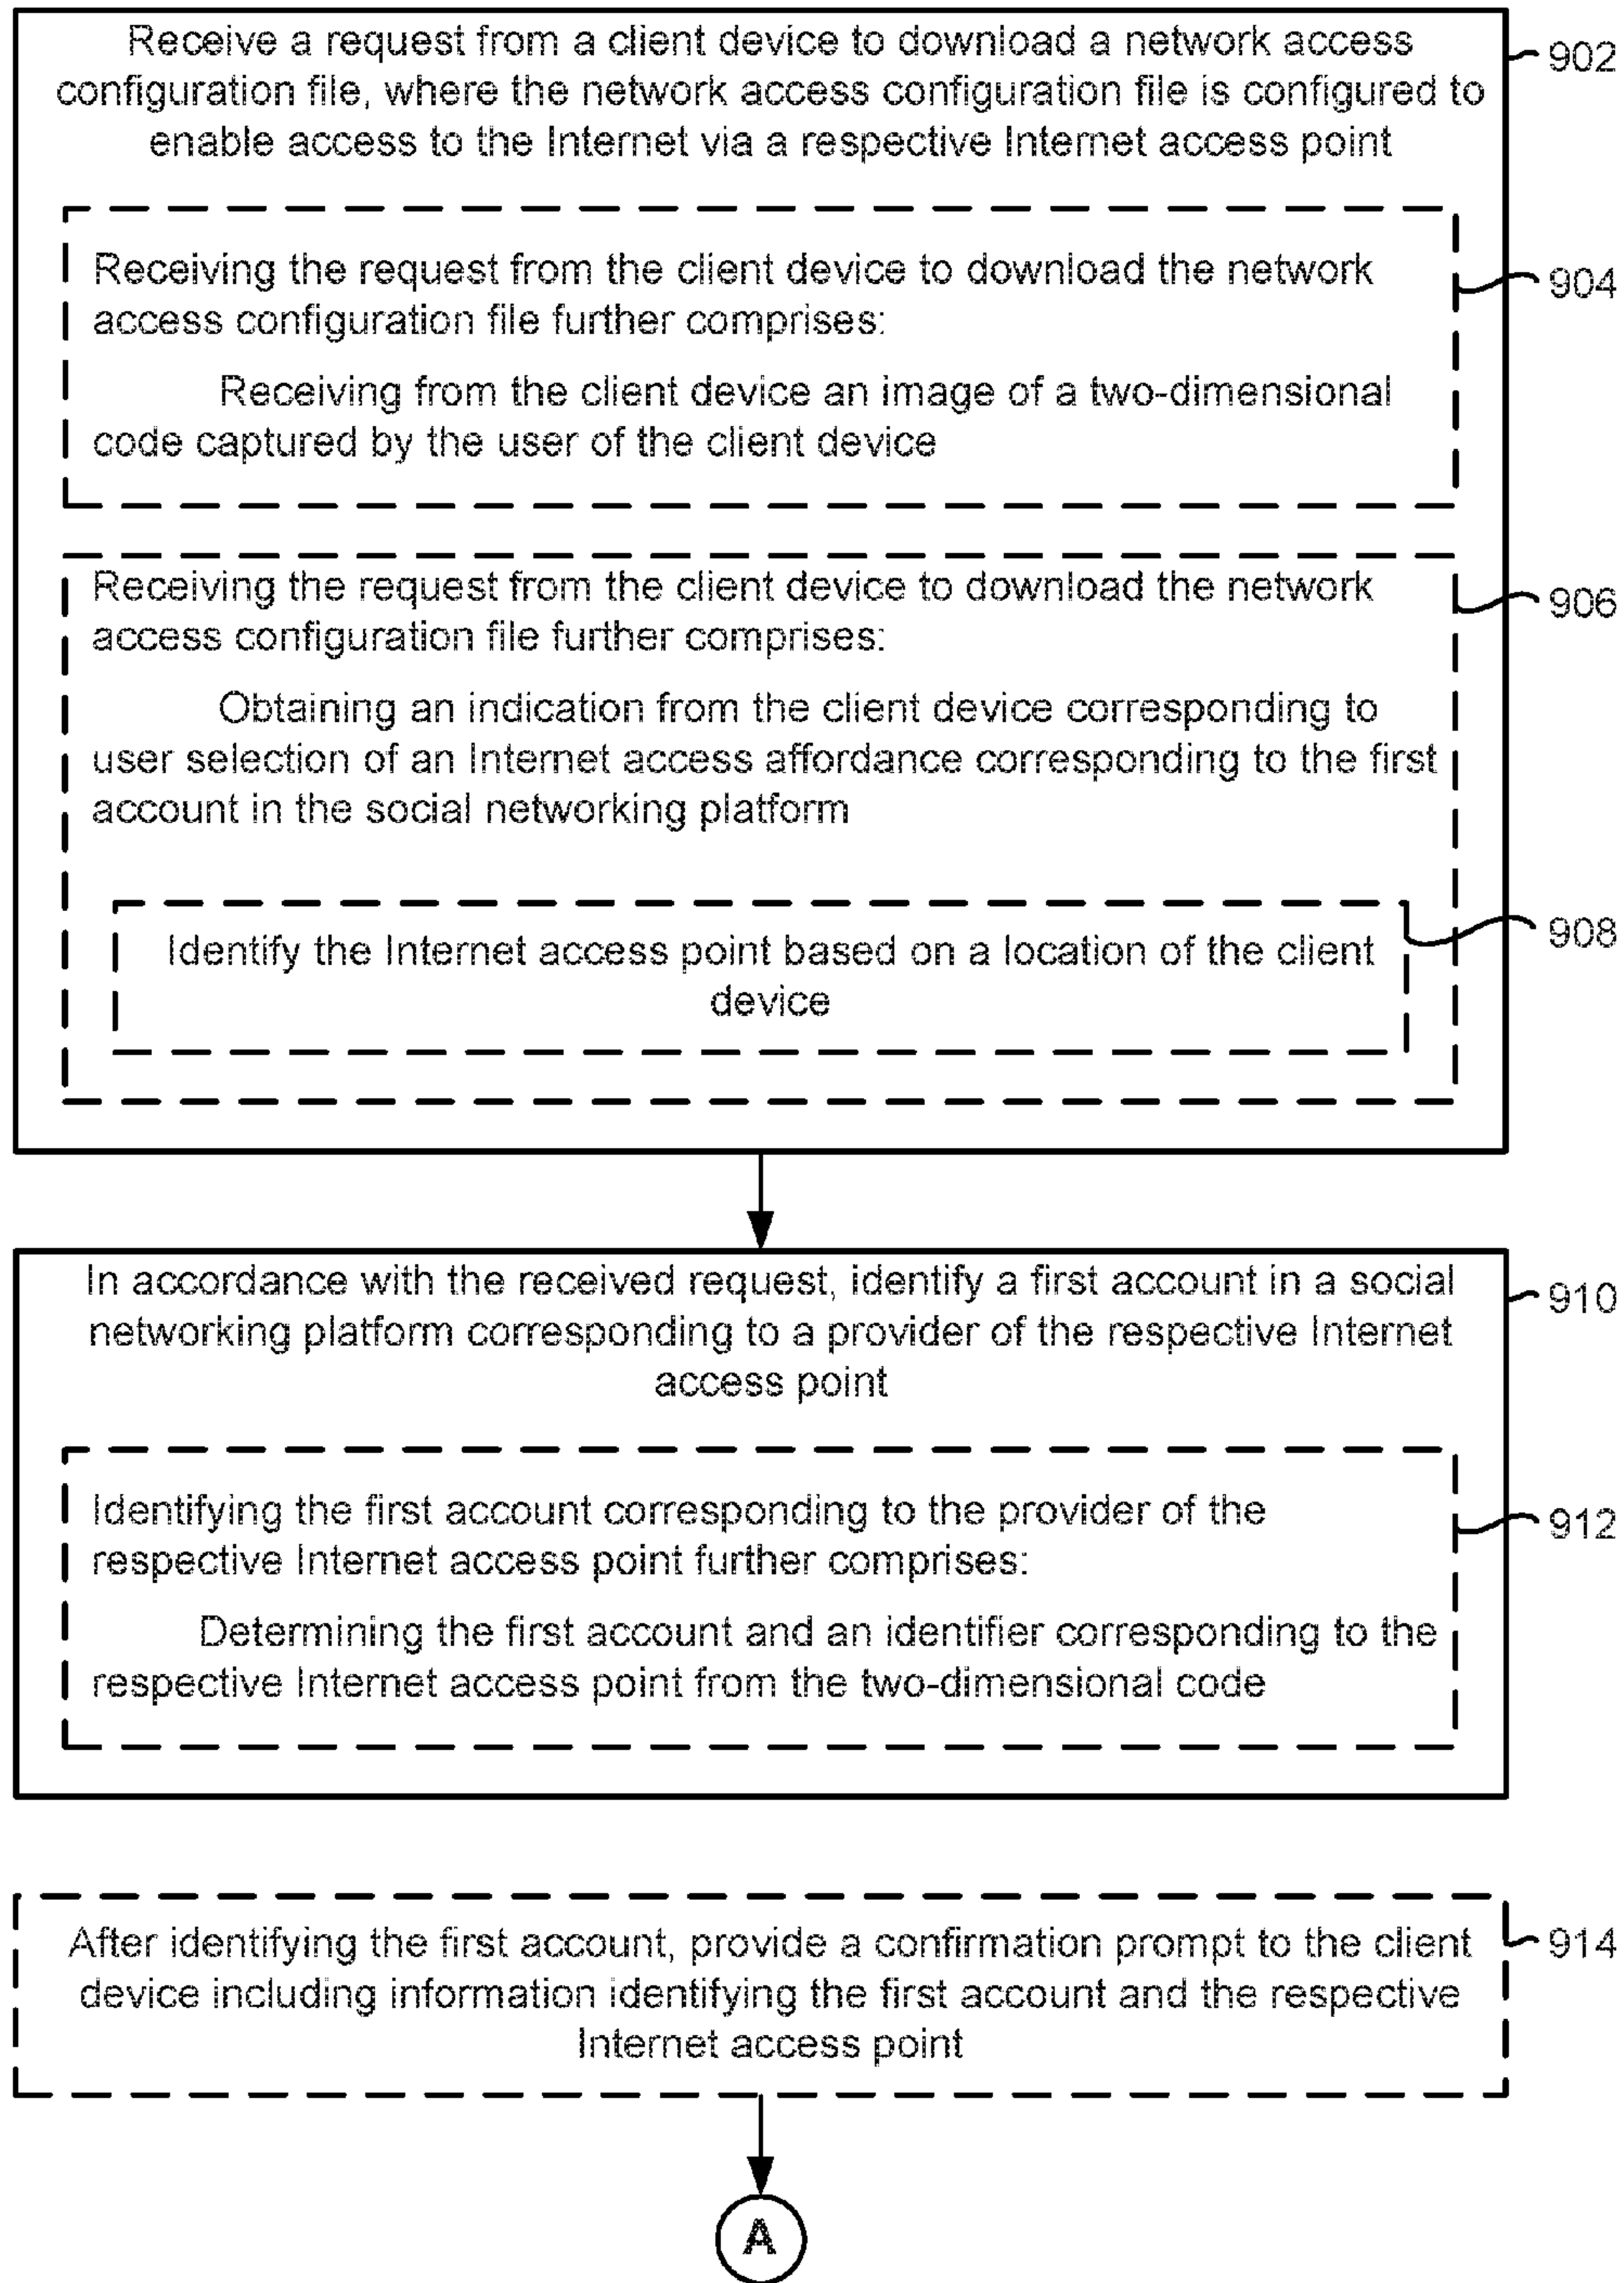 Receive a request from a client device to download a network access
configuration file, where the network access configuration file is configured to
enable access to the Internet via a respective Internet access point
902
Receiving the request from the client device to download the network
access configuration file further comprises:
Receiving from the client device an image of a two-dimensional
code captured by the user of the client device
904
Receiving the request from the client device to download the network
access configuration file further comprises:
Obtaining an indication from the client device corresponding to
user selection of an Internet access affordance corresponding to the first
account in the social networking platform
906
Identify the Internet access point based on a location of the client
device
908
In accordance with the received request, identify a first account in a social
networking platform corresponding to a provider of the respective Internet
access point
910
Identifying the first account corresponding to the provider of the
respective Internet access point further comprises:
Determining the first account and an identifier corresponding to the
respective Internet access point from the two-dimensional code
912
After identifying the first account, provide a confirmation prompt to the client
device including information identifying the first account and the respective
Internet access point
914
A